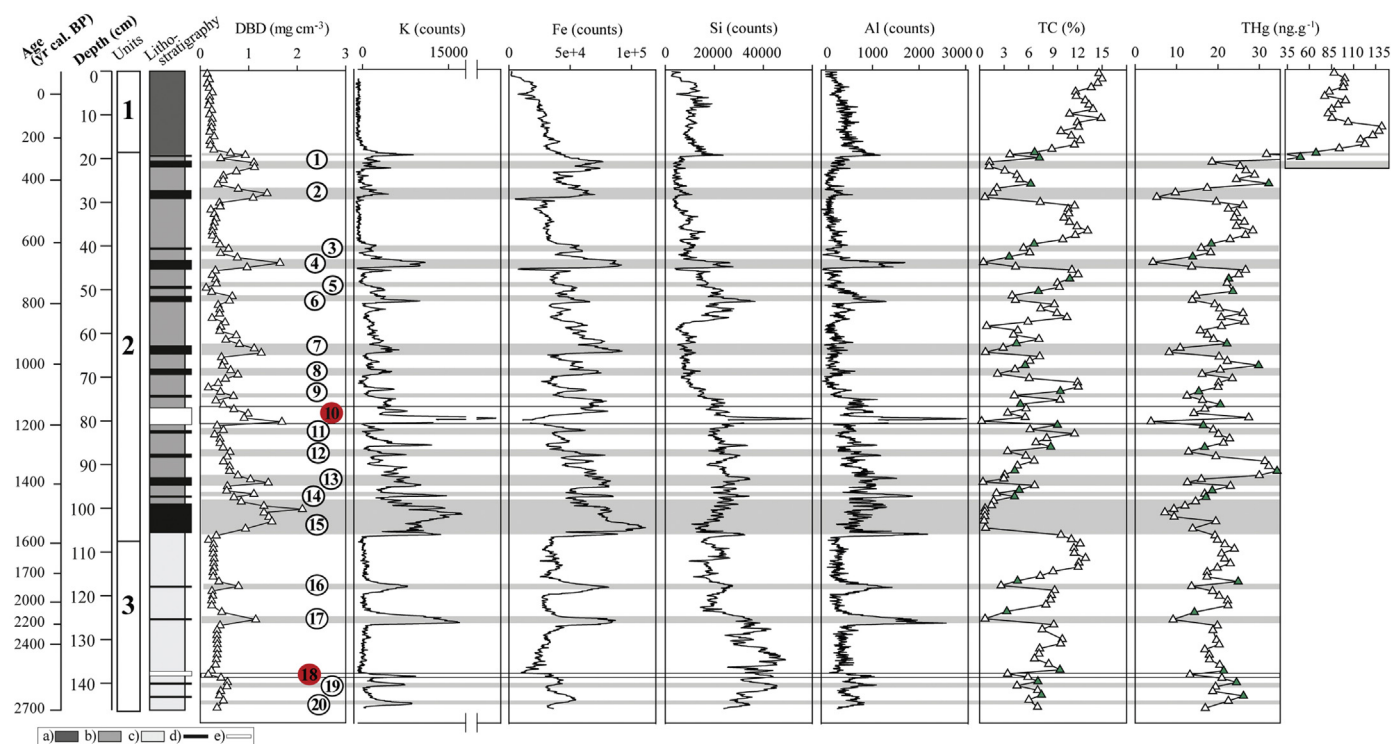 Age (yr cal. BP)
Depth (cm)
Units
Litho-stratigraphy
DBD (mg cm-3)
0 1 2 3
K (counts)
0 15000
Fe (counts)
0 5e+4 1e+5
Si (counts)
0 20000 40000
Al (counts)
0 10000 30000
TC (%)
0 3 6 9 12 15
THg (ng.g-1)
0 10 20 30
35 60 85 110 135
0
200
400
600
800
1000
1200
1400
1600
1700
2000
2200
2400
2700
0
10
20
30
40
50
60
70
80
90
100
110
120
130
140
1
2
3
1
2
3
4
5
6
7
8
9
10
11
12
13
14
15
16
17
18
19
20
a) b) c) d) e)